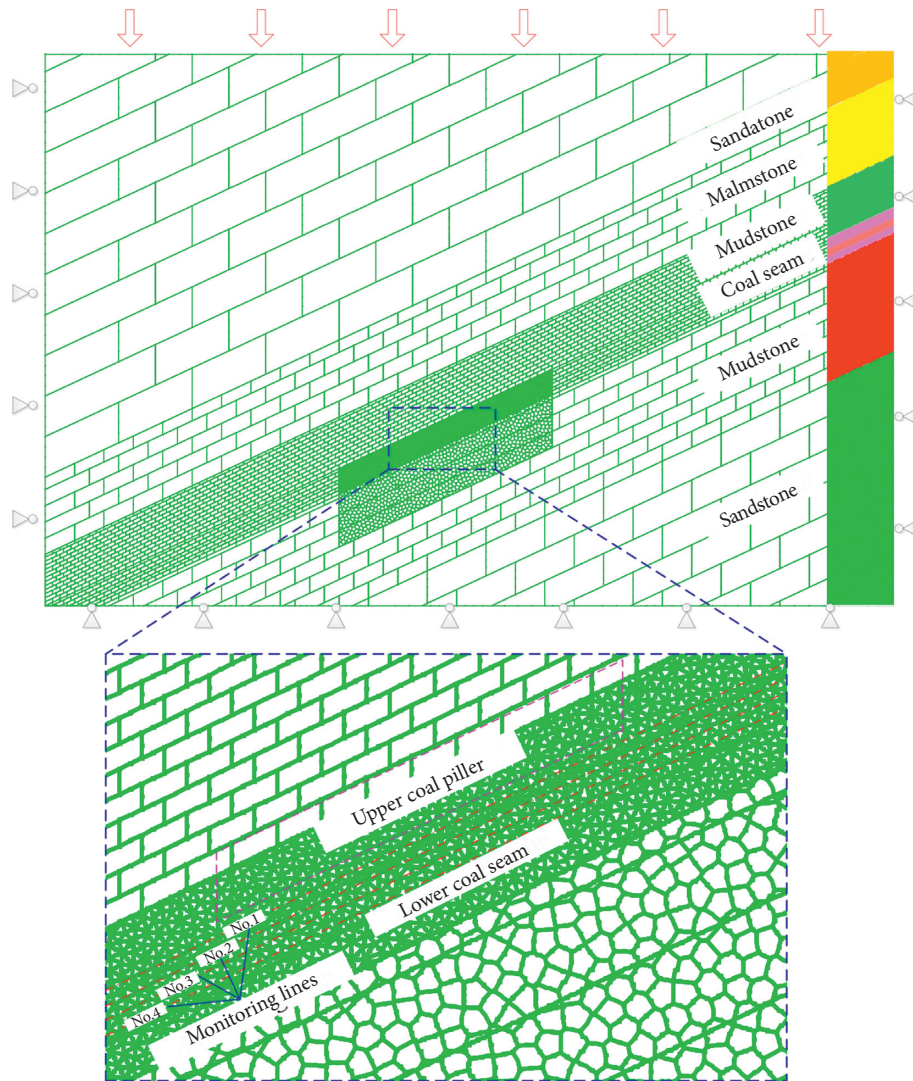 Sandatone
Malmstone
Mudstone
Coal seam
Mudstone
Sandstone
Upper coal piller
Lower coal seam
No.1
No.2
No.3
No.4
Monitoring lines